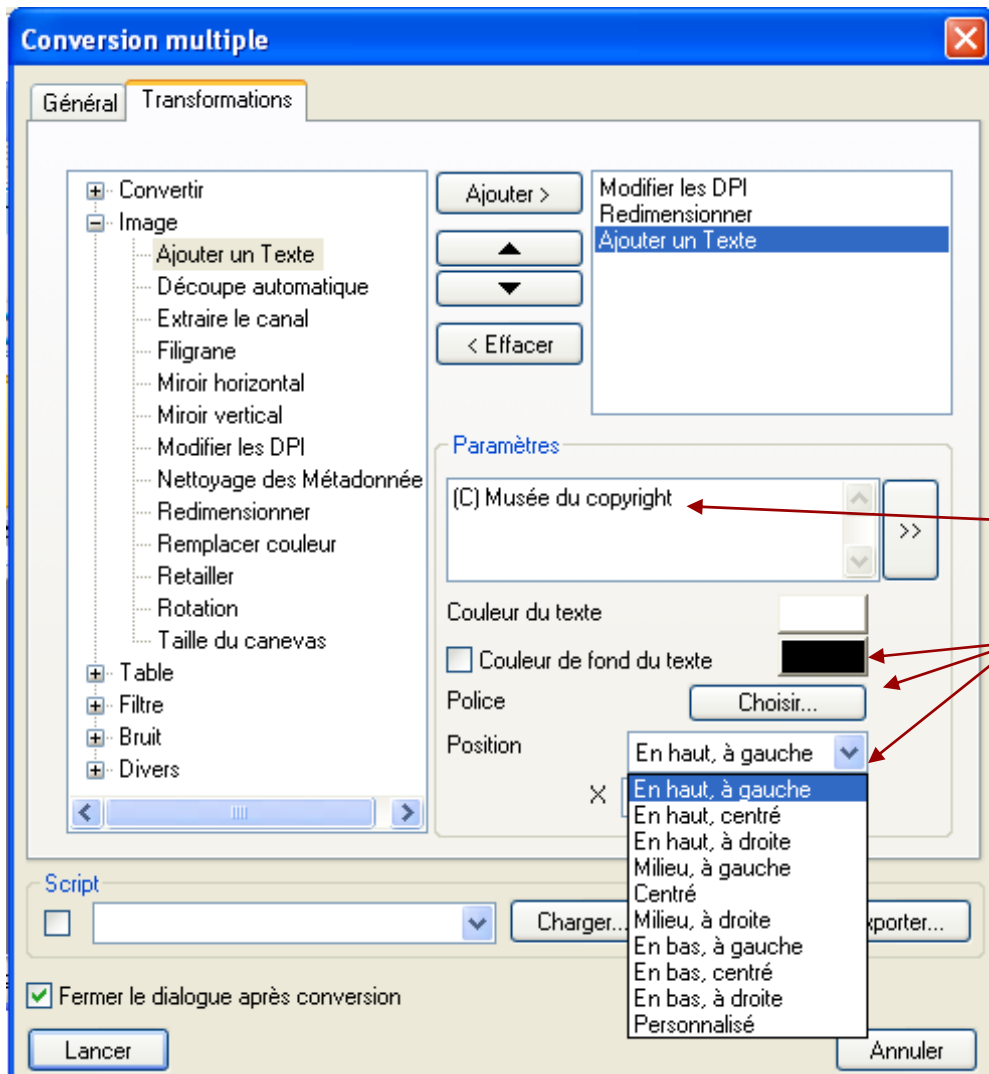 Conversion multiple
Général
Transformations
Convertir
Image
Ajouter un Texte
Découpe automatique
Extraire le canal
Filigrane
Miroir horizontal
Miroir vertical
Modifier les DPI
Nettoyage des Métadonnée
Redimensionner
Remplacer couleur
Retailler
Rotation
Taille du canevas
Table
Filtre
Bruit
Divers
Ajouter >
< Effacer
Modifier les DPI
Redimensionner
Ajouter un Texte
Paramètres
(C) Musée du copyright
>>
Couleur du texte
Couleur de fond du texte
Police
Choisir...
Position
En haut, à gauche
X
En haut, à gauche
En haut, centré
En haut, à droite
Milieu, à gauche
Centré
Milieu, à droite
En bas, à gauche
En bas, centré
En bas, à droite
Personnalisé
Script
Charger...
xporter...
Fermer le dialogue après conversion
Lancer
Annuler